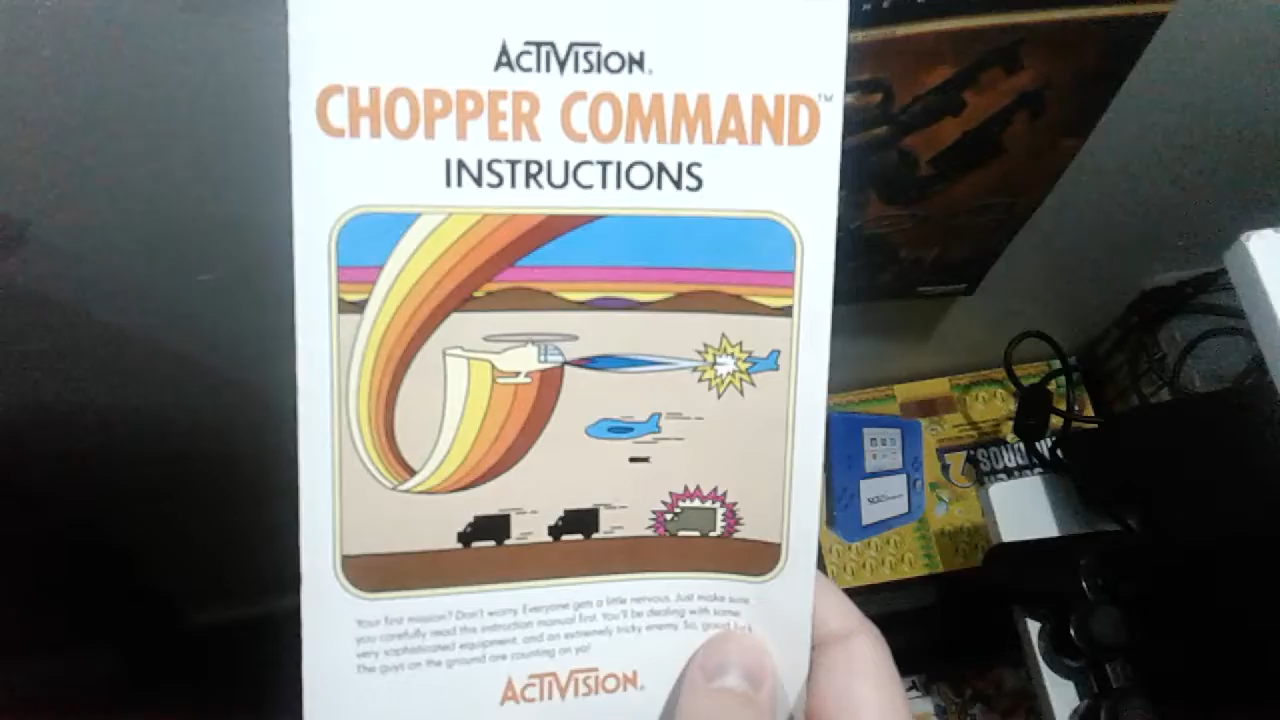 ACTIVISION.
CHOPPER COMMAND™
INSTRUCTIONS
Your first mission? Don't worry. Everyone gets a little nervous. Just make sure
you carefully read this instruction manual first. You'll be dealing with some
very sophisticated equipment, and an extremely tricky enemy. So, good luck
The guys on the ground are counting on ya!
ACTIVISION.
2